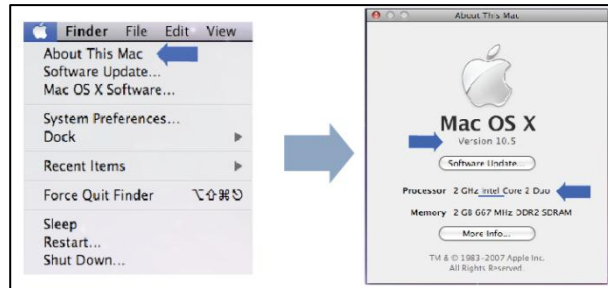 Finder File Edit View
About This Mac
Software Update...
Mac OS X Software...
System Preferences...
Dock
Recent Items
Force Quit Finder ⌥⇧⌘⎋
Sleep
Restart...
Shut Down...
About This Mac
Mac OS X
Version 10.5
Software Update...
Processor 2 GHz Intel Core 2 Duo
Memory 2 GB 667 MHz DDR2 SDRAM
More Info...
TM & © 1983-2007 Apple Inc.
All Rights Reserved.